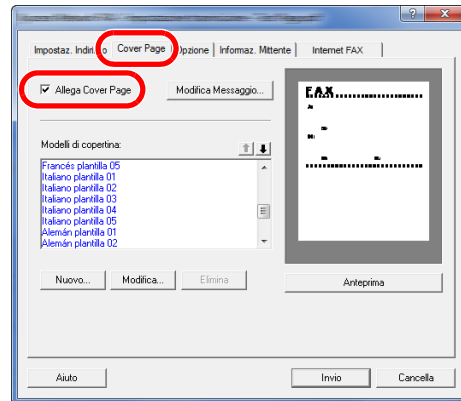 Impostaz. Indiri o Cover Page Opzione Informaz. Mittente Internet FAX
Allega Cover Page
Modifica Messaggio...
FAX
Modelli di copertina:
Francés plantilla 05
Italiano plantilla 01
Italiano plantilla 02
Italiano plantilla 03
Italiano plantilla 04
Italiano plantilla 05
Alemán plantilla 01
Alemán plantilla 02
Nuovo... Modifica... Elimina
Anteprima
Aiuto Invio Cancella